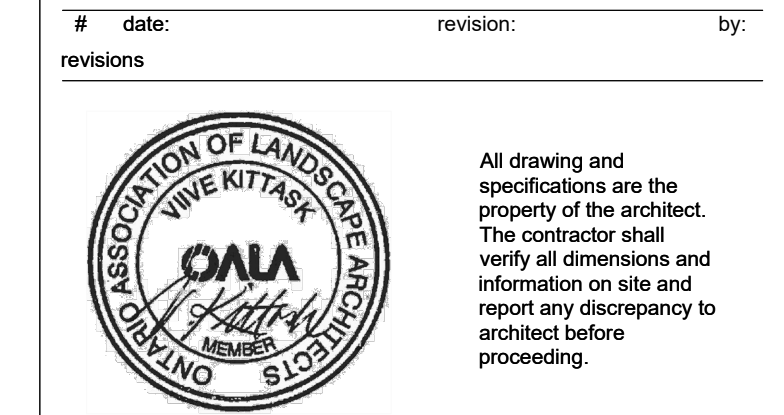 # date: revision: by:
revisions
ONTARIO ASSOCIATION OF LANDSCAPE ARCHITECTS
VIIVE KITTASK
OALA
V. Kittask
MEMBER
All drawing and
specifications are the
property of the architect.
The contractor shall
verify all dimensions and
information on site and
report any discrepancy to
architect before
proceeding.